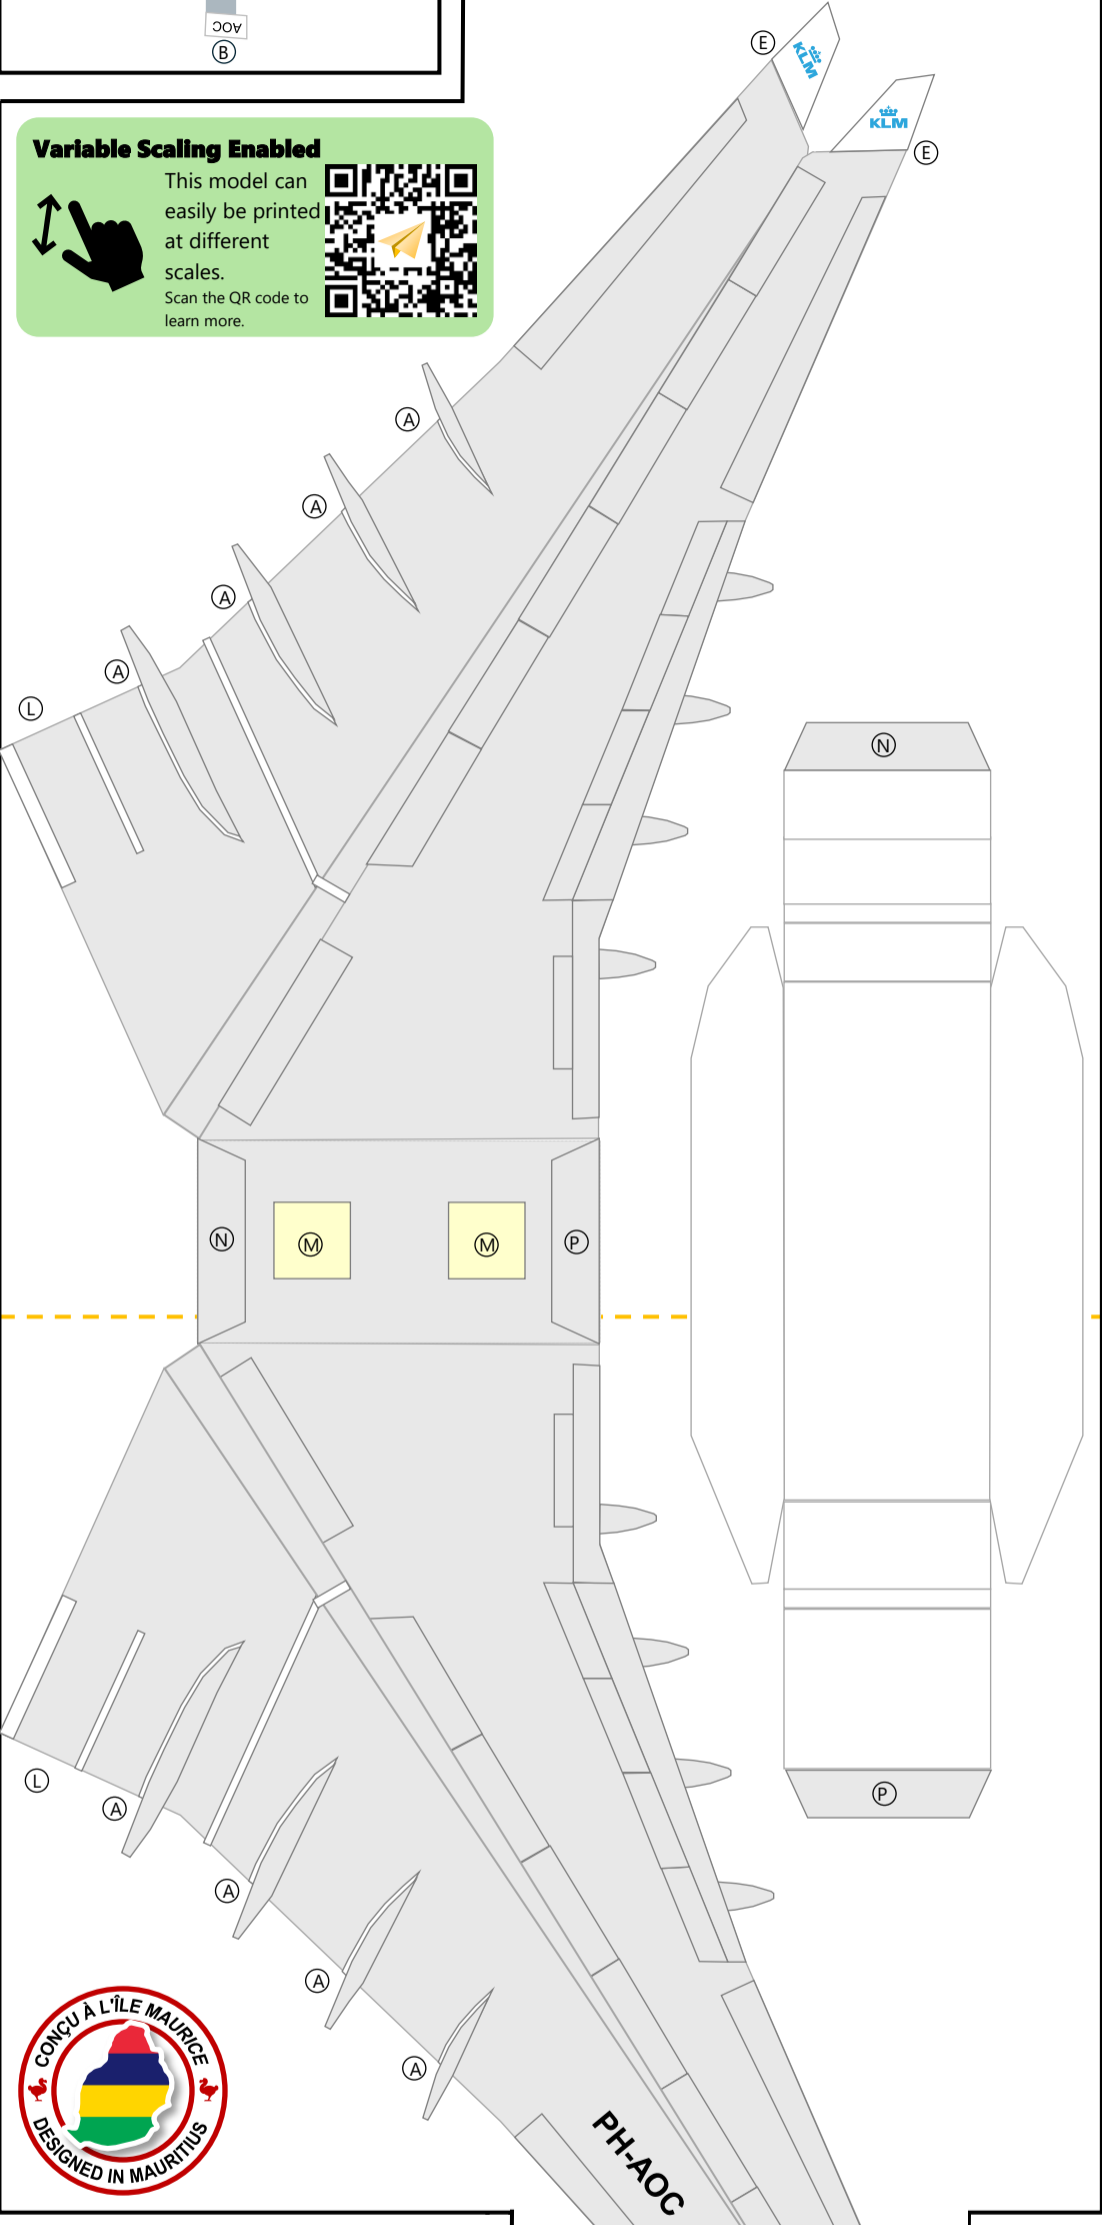 AOC
B
E
KLM
KLM
E
Variable Scaling Enabled
This model can
easily be printed
at different
scales.
Scan the QR code to
learn more.
A
A
A
A
L
N
N
M
M
P
P
L
A
A
A
A
CONÇU À L'ÎLE MAURICE
DESIGNED IN MAURITIUS
PH-AOC